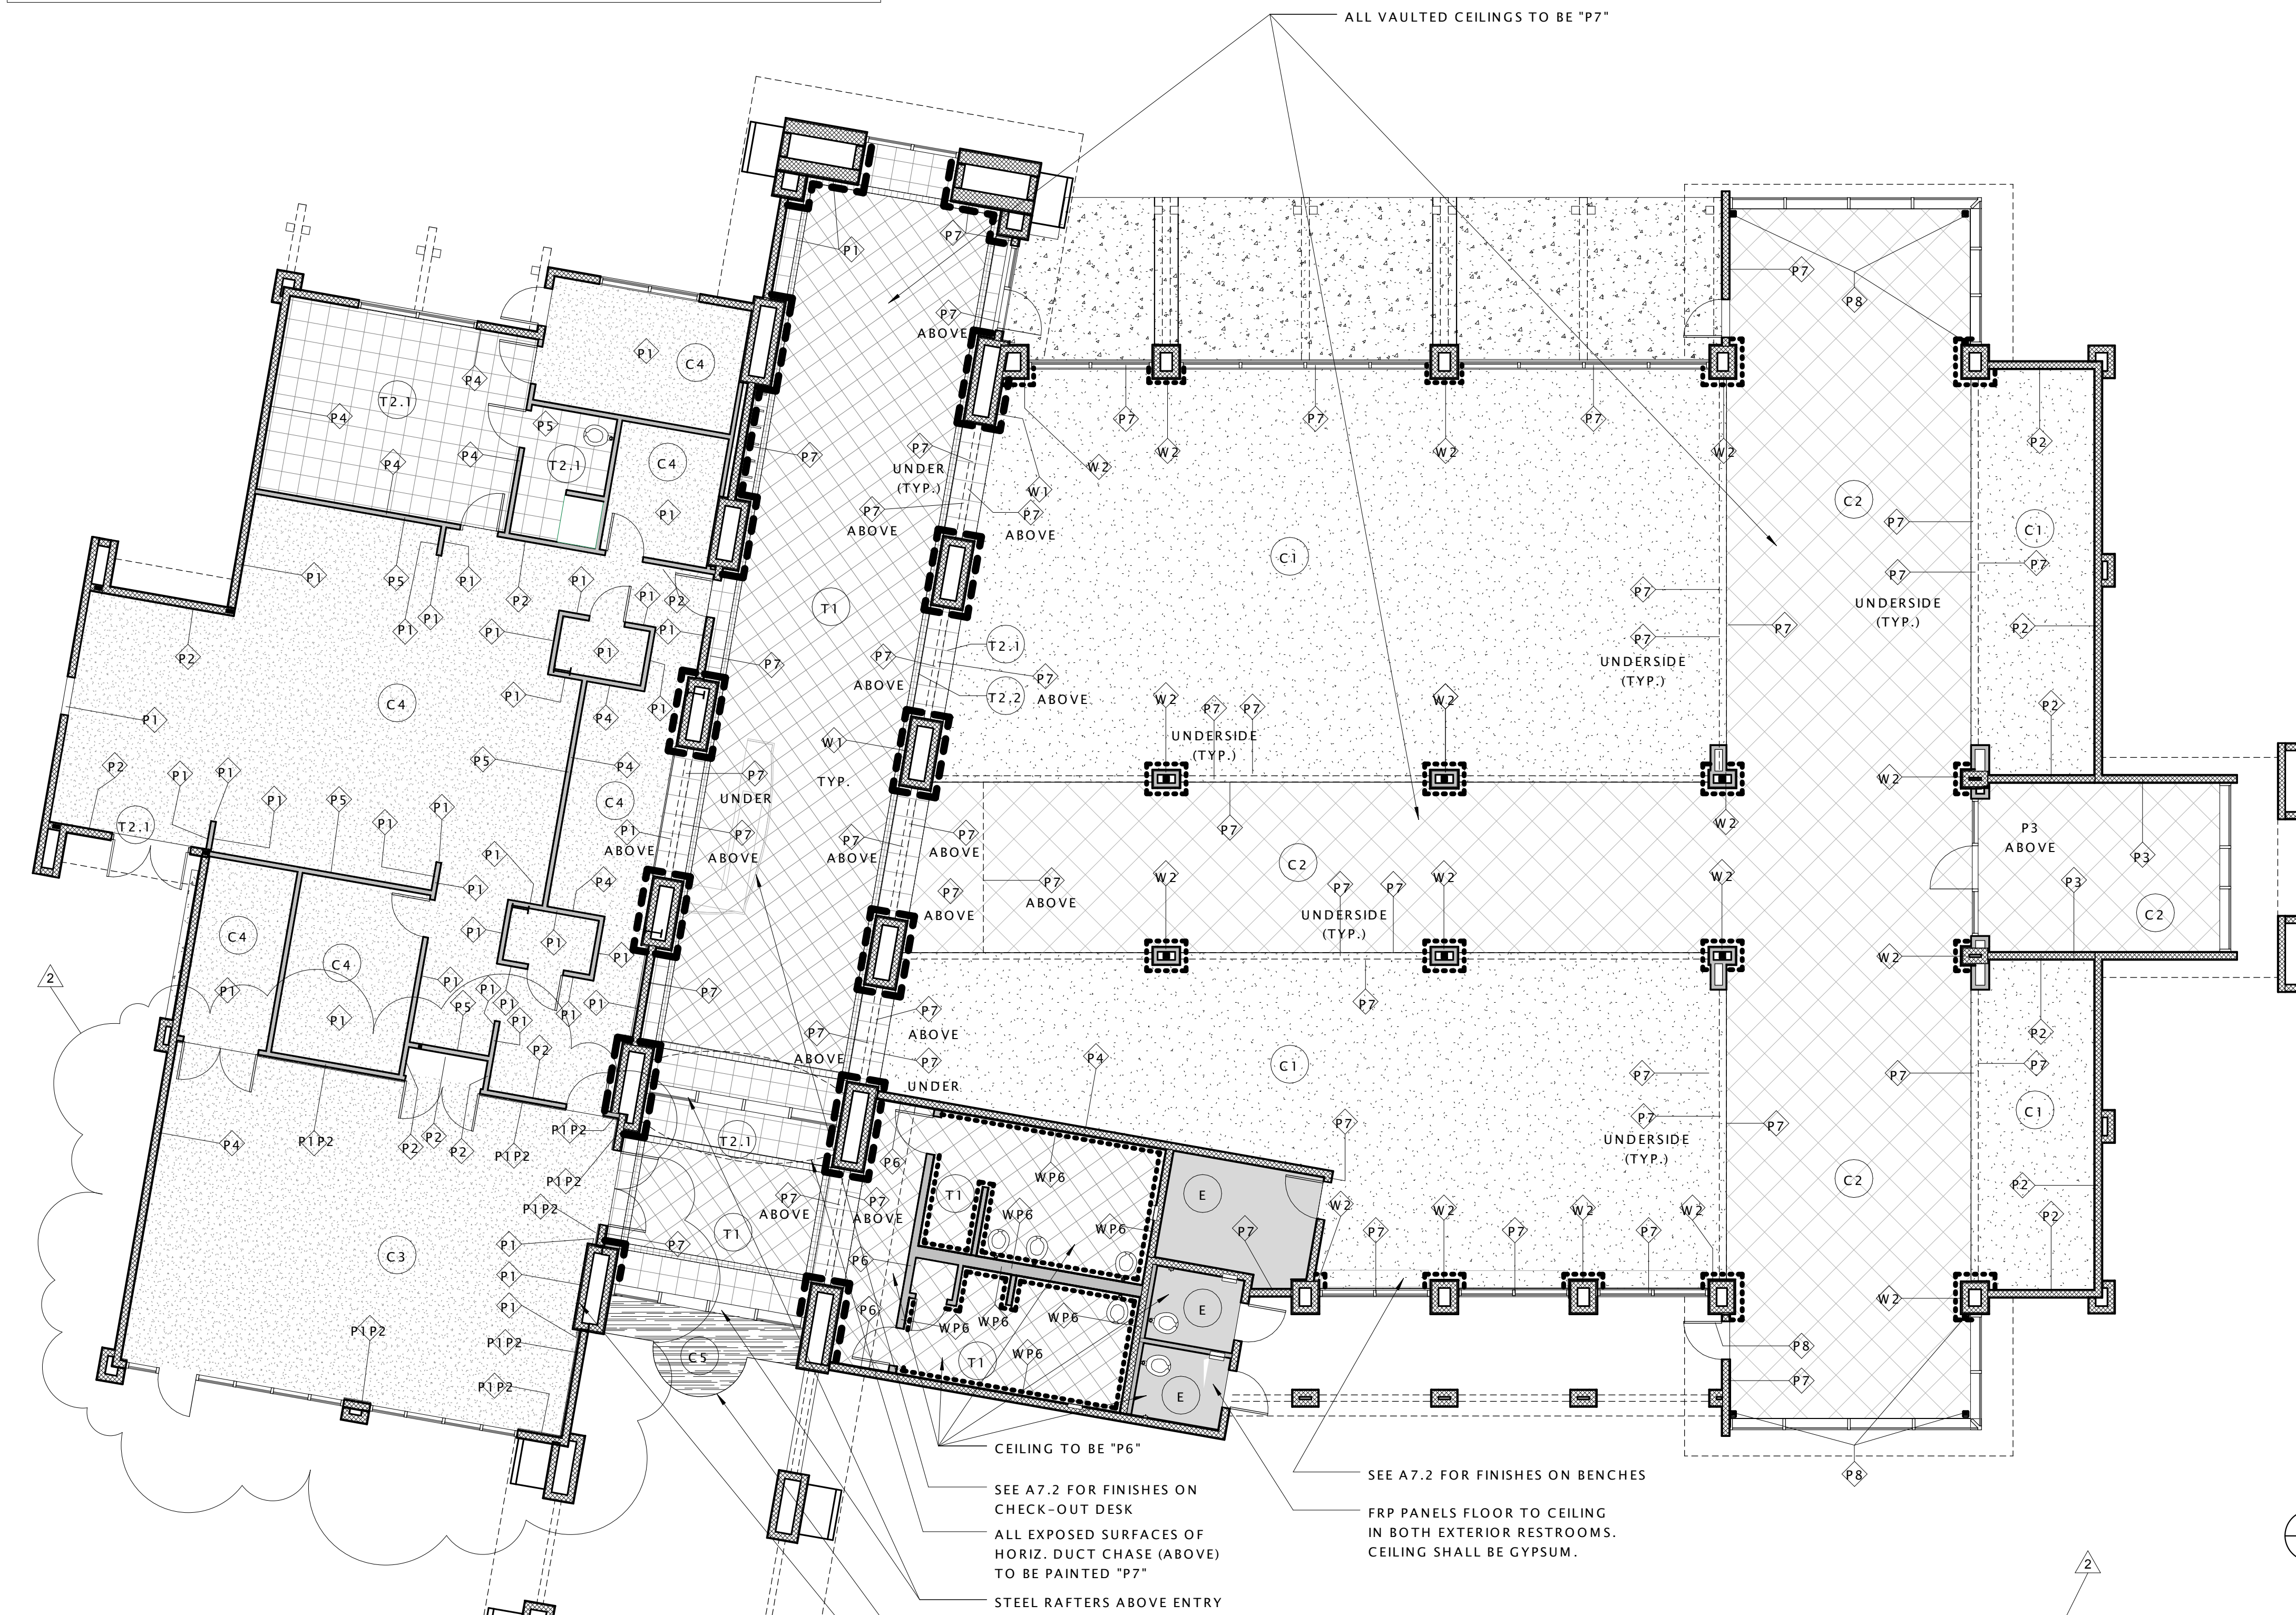 ALL VAULTED CEILINGS TO BE "P7"
P1
P7
P7
P8
P7
ABOVE
P1
C4
P4
T2.1
P4
P7
P7
P7
P2
P5
W2
W2
W2
W2
P7
P7
UNDER
(TYP.)
P4
P4
T2.1
C4
W2
W1
C2
P1
P7
ABOVE
P7
ABOVE
P7
C1
C1
P7
P7
UNDERSIDE
(TYP.)
P1
P5
P1
P1
P1
P2
P1
P1
P2
P1
P1
P1
T1
P7
P7
P7
UNDERSIDE
(TYP.)
P2
T2.1
P7
ABOVE
P7
ABOVE
T2.2
P2
P7
C4
P1
P1
P4
P1
W2
P7
P7
UNDERSIDE
(TYP.)
W2
P2
P1
P5
P4
P2
P1
P1
W1
TYP.
P7
UNDER
W2
C4
P1
P5
P1
P1
T2.1
P1
ABOVE
P7
ABOVE
P7
ABOVE
P7
ABOVE
P7
W2
P3
ABOVE
P3
P1
P4
C2
P7
ABOVE
P7
ABOVE
W2
P7
P7
UNDERSIDE
(TYP.)
W2
W2
P3
C2
P1
C4
C4
P1
P1
P1
W2
P1
P1
P1
P5
P1
P1
P1
P1
P1
P7
P7
P2
2
P2
P7
ABOVE
P7
ABOVE
P7
UNDER
P4
C1
P7
P7
P7
C1
P4
P1P2
P2
P2
P2
P1P2
P1P2
T2.1
P6
P7
P7
UNDERSIDE
(TYP.)
P7
P1P2
P1P2
P7
ABOVE
P7
ABOVE
T1
WP6
WP6
WP6
E
C2
P2
P2
W2
W2
W2
W2
C3
P1
T1
P7
P6
P7
P7
P7
P7
P1
P1
P6
W2
E
P1P2
P1P2
WP6
WP6
WP6
WP6
P8
C5
T1
P7
P1P2
E
CEILING TO BE "P6"
P8
SEE A7.2 FOR FINISHES ON BENCHES
SEE A7.2 FOR FINISHES ON
CHECK-OUT DESK
FRP PANELS FLOOR TO CEILING
IN BOTH EXTERIOR RESTROOMS.
CEILING SHALL BE GYPSUM.
ALL EXPOSED SURFACES OF
HORIZ. DUCT CHASE (ABOVE)
TO BE PAINTED "P7"
2
STEEL RAFTERS ABOVE ENTRY